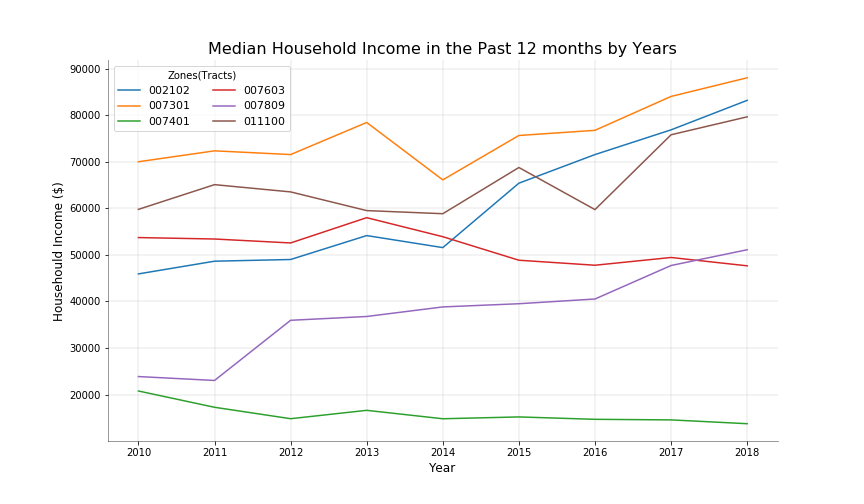 Median Household Income in the Past 12 months by Years
Zones(Tracts)
002102 007603
007301 007809
007401 011100
90000
80000
70000
60000
50000
40000
30000
20000
Househould Income ($)
2010 2011 2012 2013 2014 2015 2016 2017 2018
Year